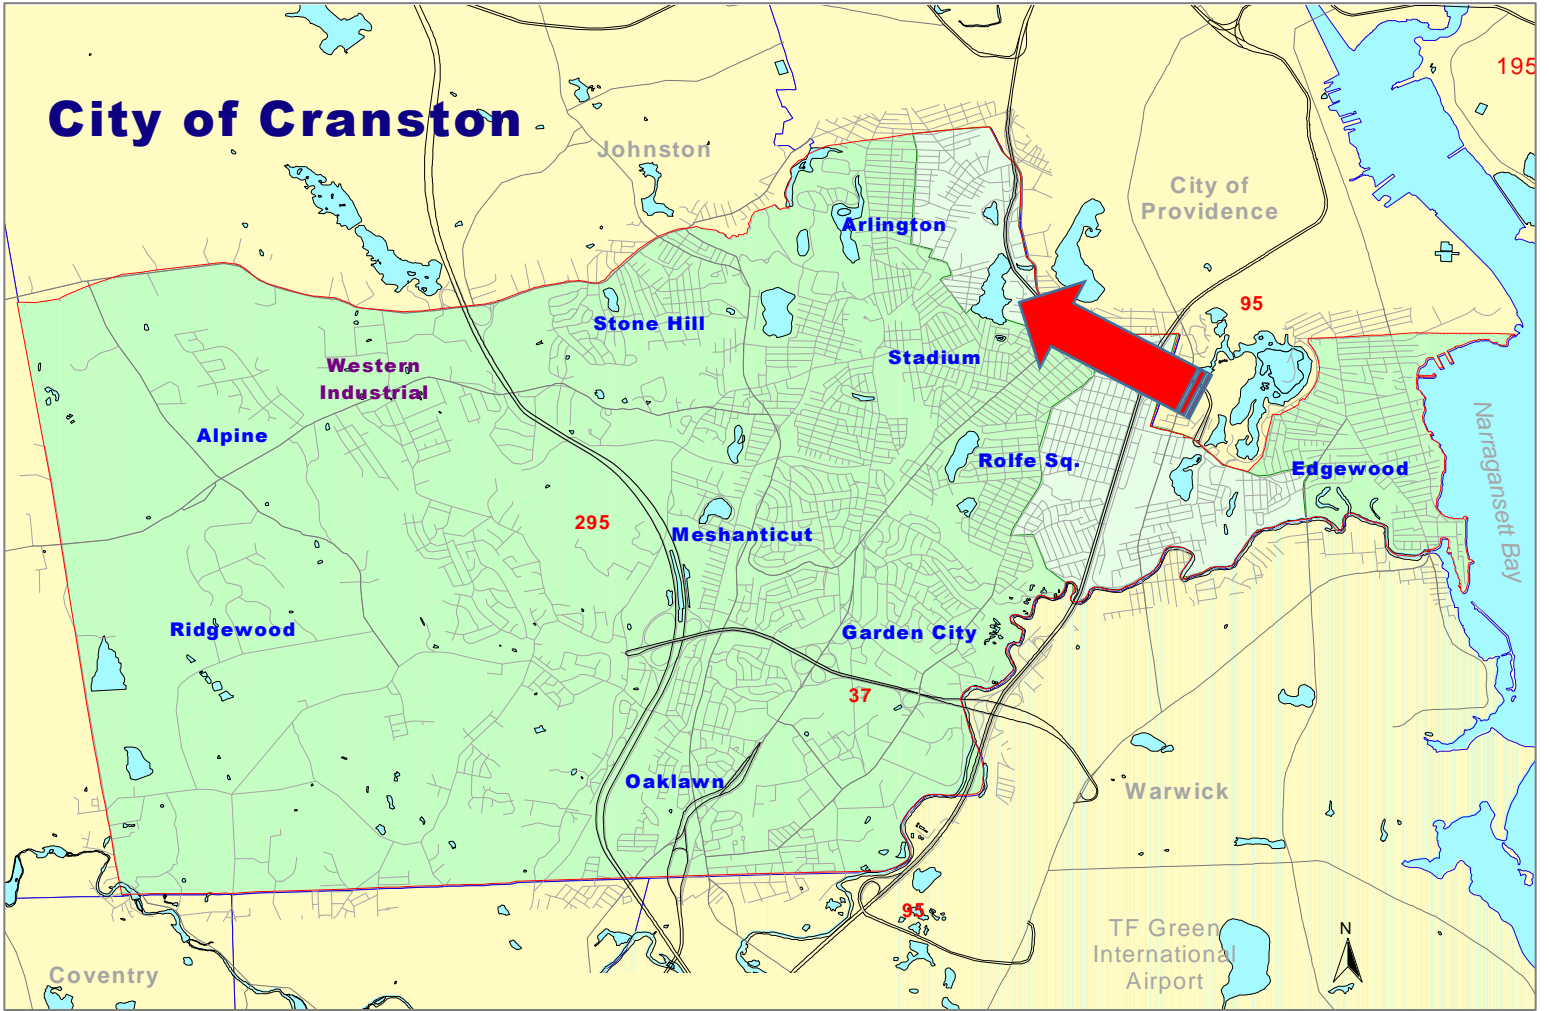 195
City of Cranston
Johnston
City of
Providence
Arlington
95
Stone Hill
Stadium
Western
Industrial
Alpine
Rolfe Sq.
Edgewood
Narragansett Bay
295
Meshanticut
Ridgewood
Garden City
37
Oaklawn
Warwick
95
TF Green
International
Airport
N
Coventry